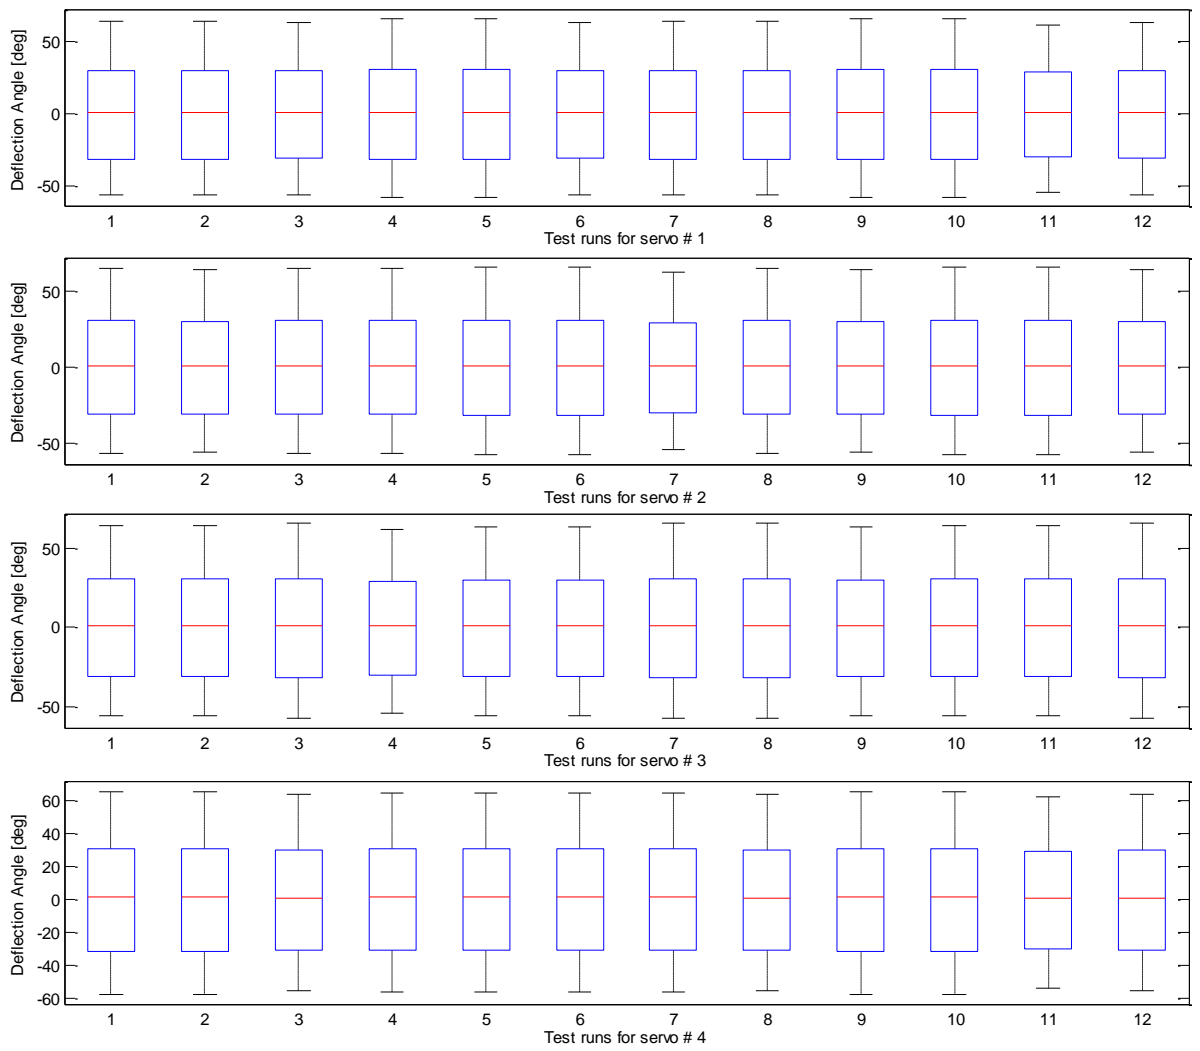 Deflection Angle [deg]
50
0
-50
1 2 3 4 5 6 7 8 9 10 11 12
Test runs for servo # 1
Deflection Angle [deg]
50
0
-50
1 2 3 4 5 6 7 8 9 10 11 12
Test runs for servo # 2
Deflection Angle [deg]
50
0
-50
1 2 3 4 5 6 7 8 9 10 11 12
Test runs for servo # 3
Deflection Angle [deg]
60
40
20
0
-20
-40
-60
1 2 3 4 5 6 7 8 9 10 11 12
Test runs for servo # 4